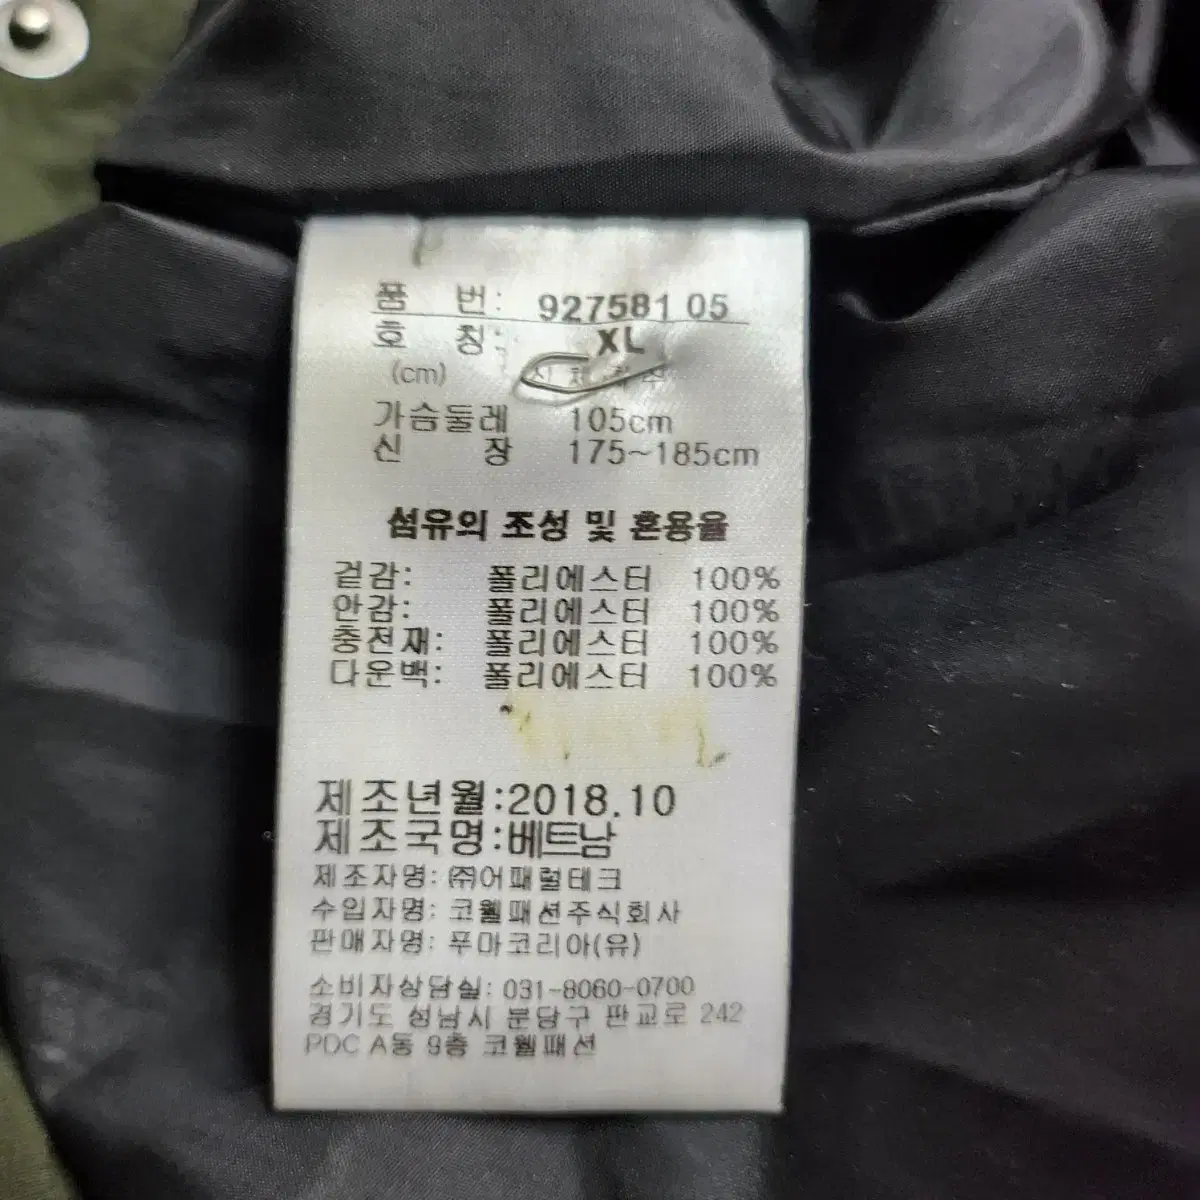 품 번: 927581 05
호 칭: XL
(cm) 신체치수
가슴둘레 105cm
신 장 175~185cm
섬유의 조성 및 혼용율
겉감: 폴리에스터 100%
안감: 폴리에스터 100%
충전재: 폴리에스터 100%
다운백: 폴리에스터 100%
제조년월:2018.10
제조국명:베트남
제조자명: ㈜어패럴테크
수입자명: 코웰패션주식회사
판매자명: 푸마코리아(유)
소비자상담실: 031-8060-0700
경기도 성남시 분당구 판교로 242
PDC A동 9층 코웰패션